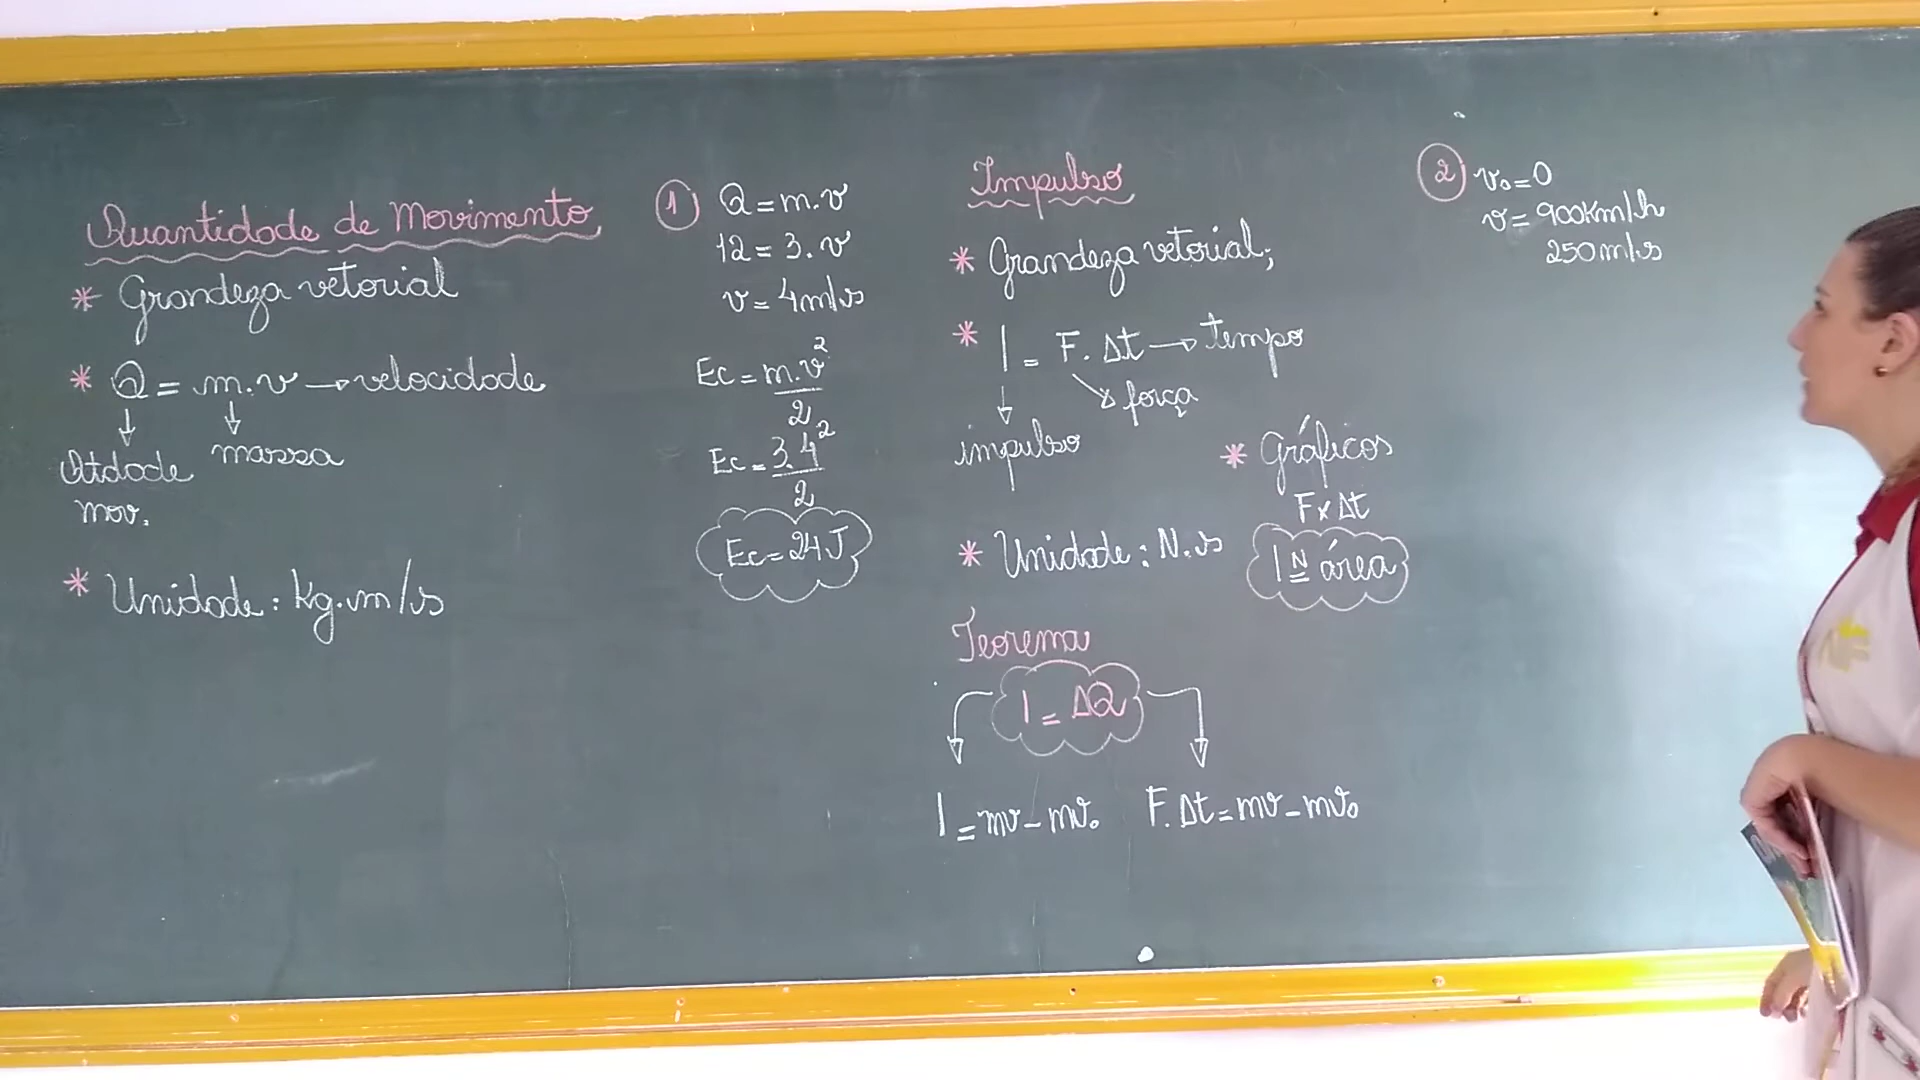 Quantidade de Movimento
* Grandeza vetorial
* Q = m.v → velocidade
Qtdade
mov.
massa
* Unidade: Kg.m/s
1
Q = m.v
12 = 3.v
v = 4m/s
Ec = m.v²/2
Ec = 3.4²/2
Ec = 24J
Impulso
* Grandeza vetorial;
* I = F.Δt → tempo
força
impulso
* Unidade: N.s
* Gráficos
F x Δt
I N= área
Teorema
I = ΔQ
I = mv - mv₀
F.Δt = mv - mv₀
2
v₀ = 0
v = 900Km/h
250m/s